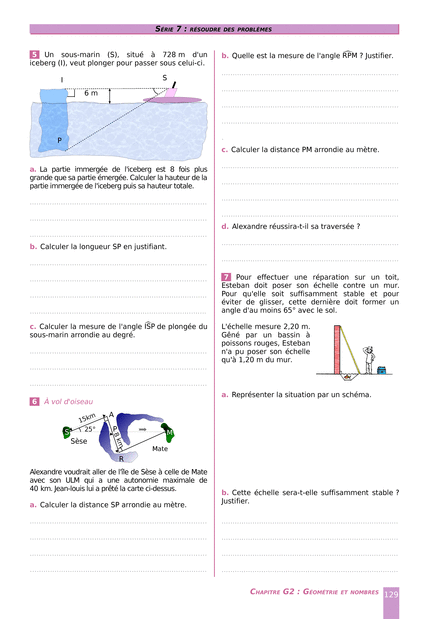 SÉRIE 7 : RÉSOUDRE DES PROBLÈMES
5 Un sous-marin (S), situé à 728 m d'un
iceberg (I), veut plonger pour passer sous celui-ci.
I
S
6 m
P
a. La partie immergée de l'iceberg est 8 fois plus
grande que sa partie émergée. Calculer la hauteur de la
partie immergée de l'iceberg puis sa hauteur totale.
b. Calculer la longueur SP en justifiant.
c. Calculer la mesure de l'angle ISP de plongée du
sous-marin arrondie au degré.
6 À vol d'oiseau
15km
A
S
25°
P
8 km
M
Sèse
Mate
R
Alexandre voudrait aller de l'île de Sèse à celle de Mate
avec son ULM qui a une autonomie maximale de
40 km. Jean-louis lui a prêté la carte ci-dessus.
a. Calculer la distance SP arrondie au mètre.
b. Quelle est la mesure de l'angle RPM ? Justifier.
c. Calculer la distance PM arrondie au mètre.
d. Alexandre réussira-t-il sa traversée ?
7 Pour effectuer une réparation sur un toit,
Esteban doit poser son échelle contre un mur.
Pour qu'elle soit suffisamment stable et pour
éviter de glisser, cette dernière doit former un
angle d'au moins 65° avec le sol.
L'échelle mesure 2,20 m.
Gêné par un bassin à
poissons rouges, Esteban
n'a pu poser son échelle
qu'à 1,20 m du mur.
a. Représenter la situation par un schéma.
b. Cette échelle sera-t-elle suffisamment stable ?
Justifier.
CHAPITRE G2 : GÉOMÉTRIE ET NOMBRES 129